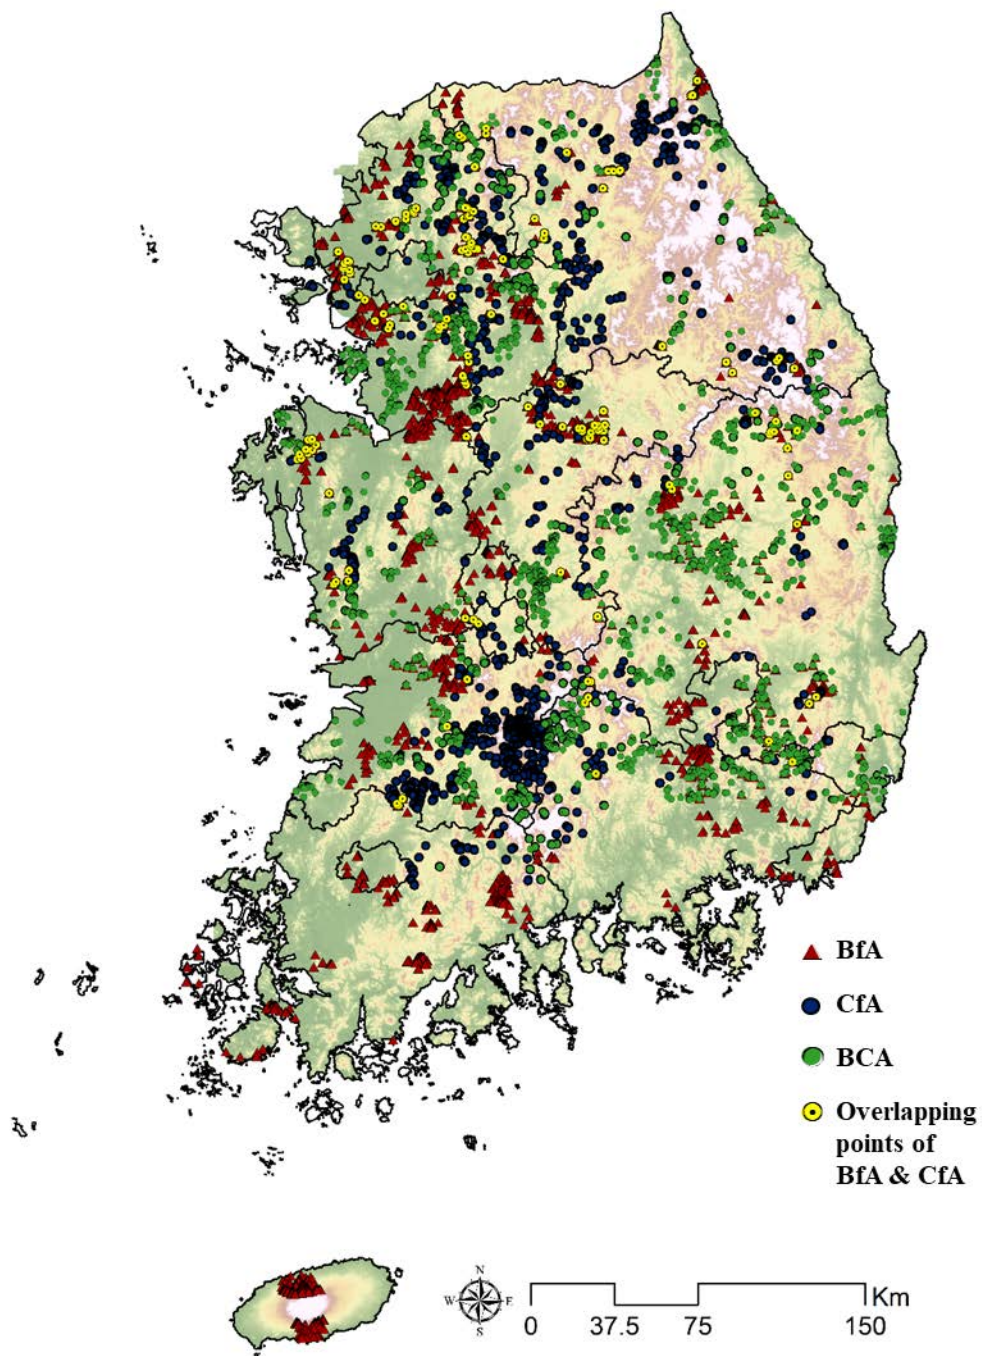 BfA
CfA
BCA
Overlapping
points of
BfA & CfA
N
W E
S
Km
0 37.5 75 150